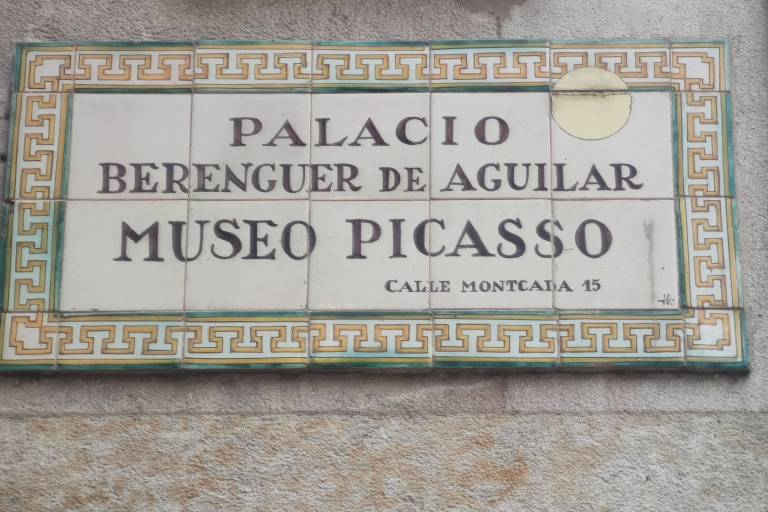 PALACIO
BERENGUER DE AGUILAR
MUSEO PICASSO
CALLE MONTCADA 15